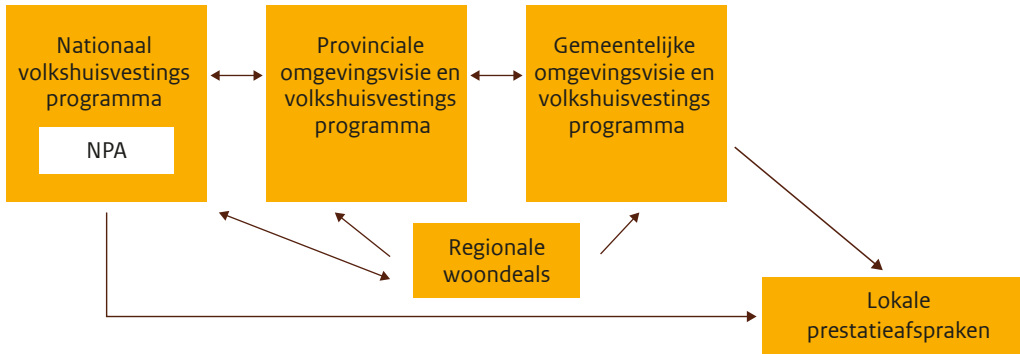 Nationaal
volkshuisvestings
programma
NPA
Provinciale
omgevingsvisie en
volkshuisvestings
programma
Gemeentelijke
omgevingsvisie en
volkshuisvestings
programma
Regionale
woondeals
Lokale
prestatieafspraken